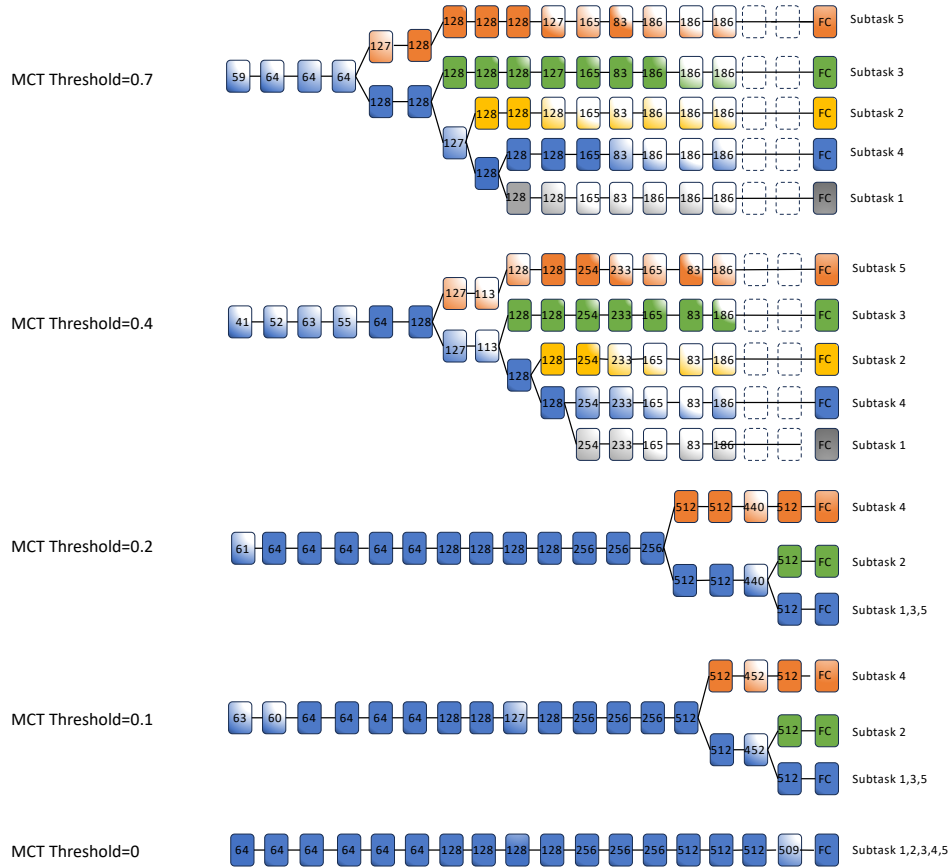 128 128 128 127 165 83 186 186 186 FC Subtask 5
127 128
MCT Threshold=0.7
59 64 64 64
128 128 128 127 165 83 186 186 186 FC Subtask 3
128 128
128 128 128 165 83 186 186 186 FC Subtask 2
127
128 128 165 83 186 186 186 FC Subtask 4
128
128 128 165 83 186 186 186 FC Subtask 1
128 128 254 233 165 83 186 FC Subtask 5
127 113
MCT Threshold=0.4
41 52 63 55 64 128
128 128 254 233 165 83 186 FC Subtask 3
127 113
128 254 233 165 83 186 FC Subtask 2
128
128 254 233 165 83 186 FC Subtask 4
254 233 165 83 186 FC Subtask 1
512 512 440 512 FC Subtask 4
MCT Threshold=0.2
61 64 64 64 64 64 128 128 128 128 256 256 256
512 FC Subtask 2
512 512 440
512 FC Subtask 1,3,5
512 452 512 FC Subtask 4
MCT Threshold=0.1
63 60 64 64 64 64 128 128 127 128 256 256 256 512
512 FC Subtask 2
512 452
512 FC Subtask 1,3,5
MCT Threshold=0
64 64 64 64 64 64 128 128 128 128 256 256 256 512 512 512 509 FC Subtask 1,2,3,4,5